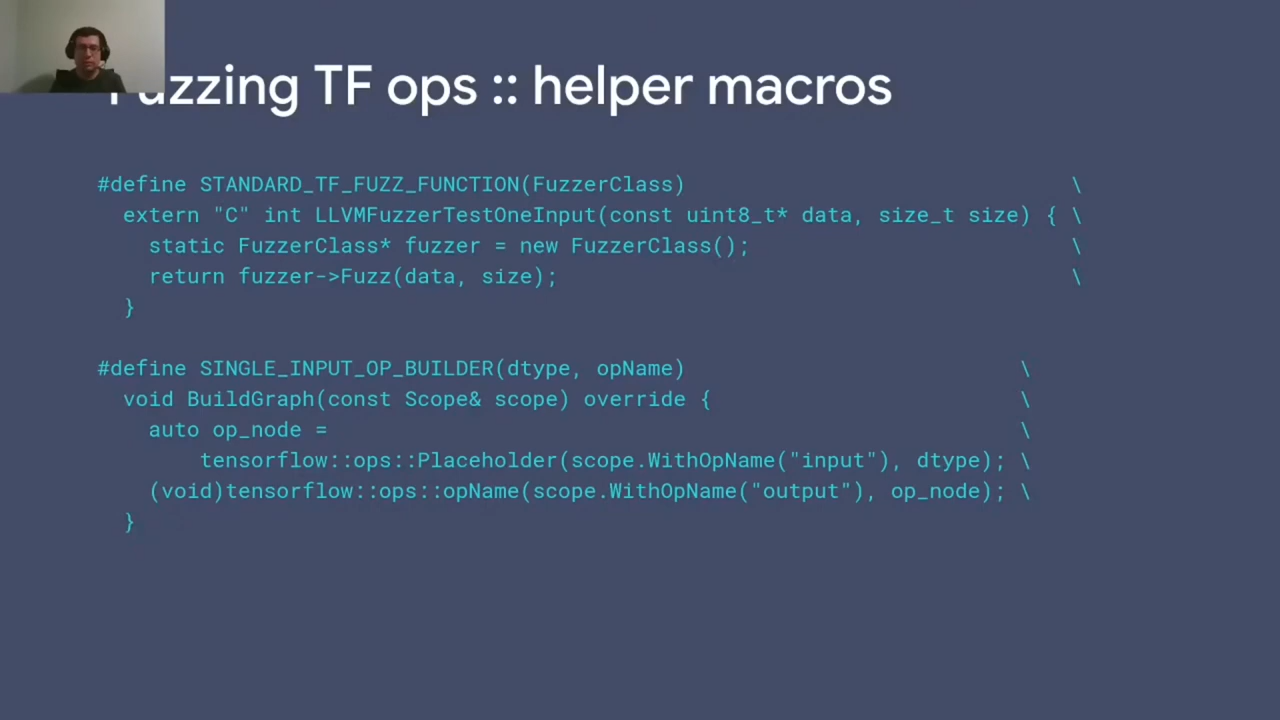 Fuzzing TF ops :: helper macros
#define STANDARD_TF_FUZZ_FUNCTION(FuzzerClass) \
extern "C" int LLVMFuzzerTestOneInput(const uint8_t* data, size_t size) { \
static FuzzerClass* fuzzer = new FuzzerClass(); \
return fuzzer->Fuzz(data, size); \
}
#define SINGLE_INPUT_OP_BUILDER(dtype, opName) \
void BuildGraph(const Scope& scope) override { \
auto op_node = \
tensorflow::ops::Placeholder(scope.WithOpName("input"), dtype); \
(void)tensorflow::ops::opName(scope.WithOpName("output"), op_node); \
}